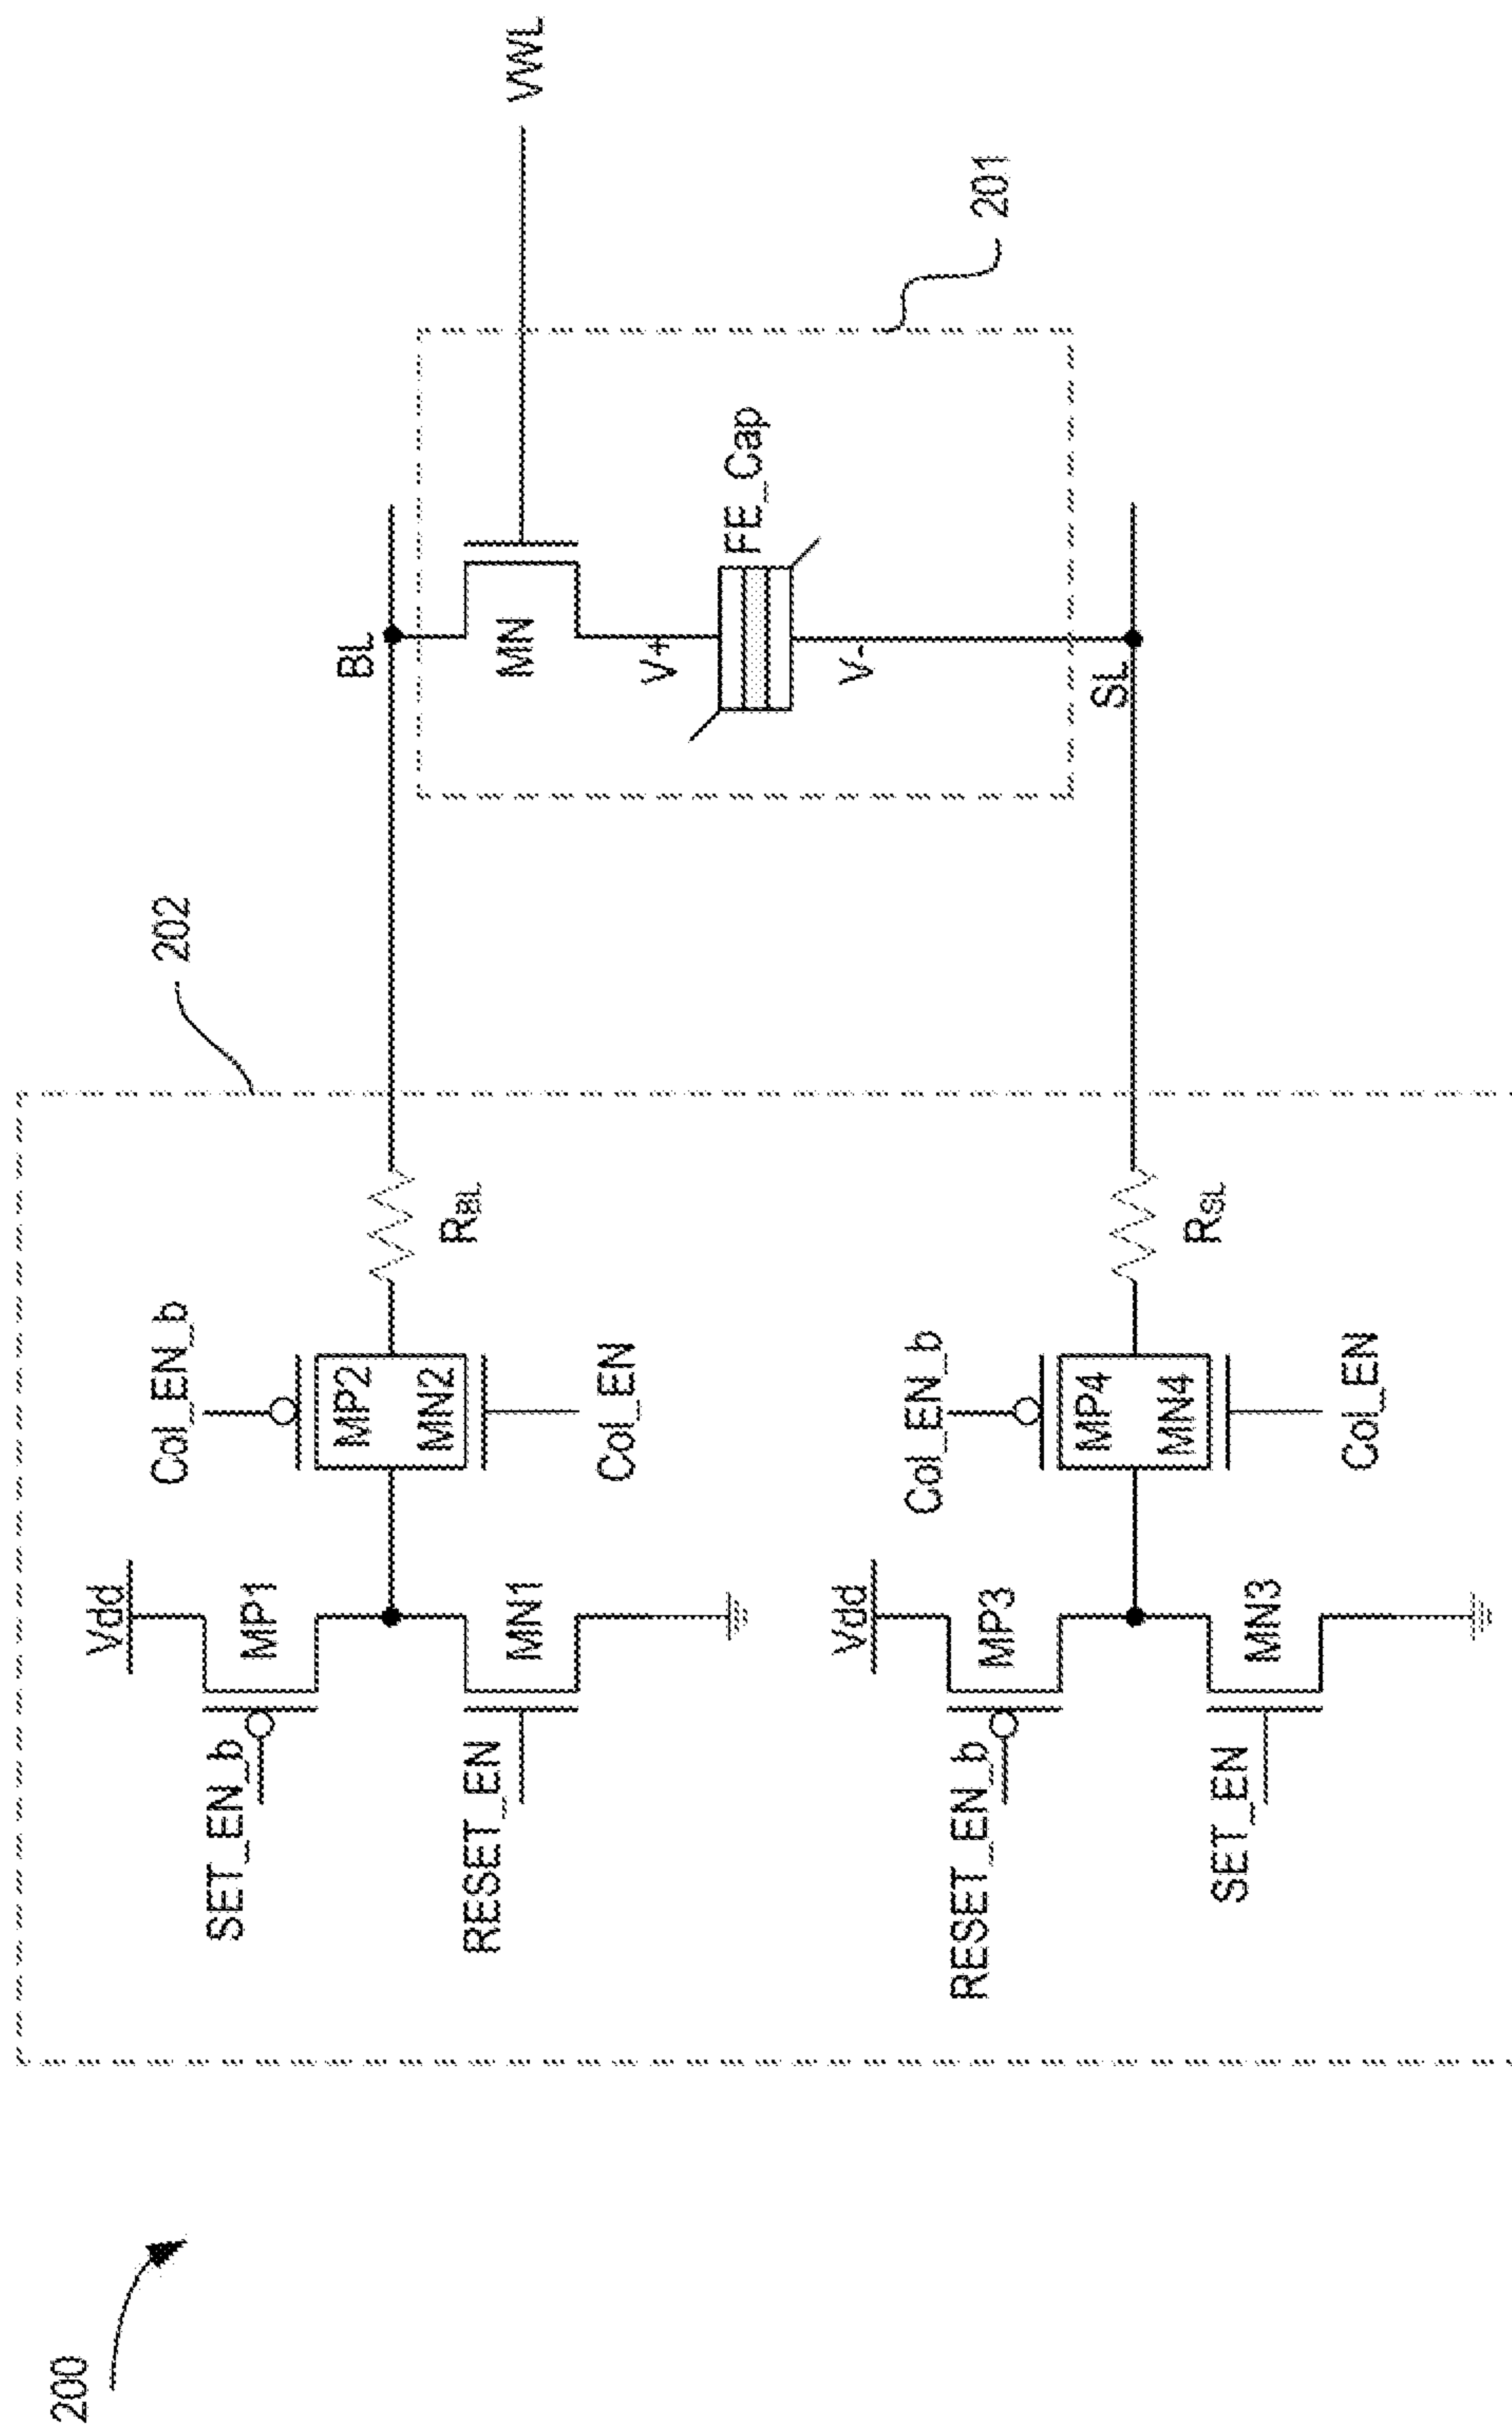 200
202
201
Vdd
SET_EN_b
MP1
RESET_EN
MN1
Col_EN_b
MP2
MN2
Col_EN
RBL
BL
WL
MN
V+
FE_Cap
V-
SL
Vdd
RESET_EN_b
MP3
SET_EN
MN3
Col_EN_b
MP4
MN4
Col_EN
RSL